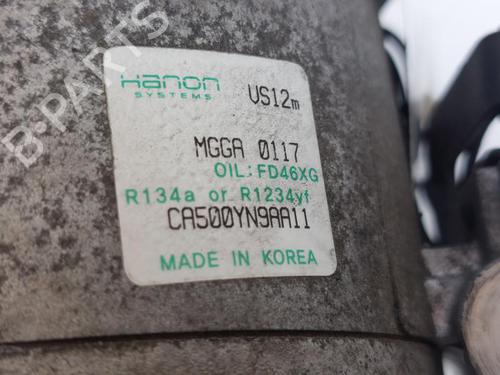 Hanon
SYSTEMS
VS12m
MGGA 0117
OIL: FD46XG
R134a or R1234yf
CA500YN9AA11
MADE IN KOREA
B-PARTS